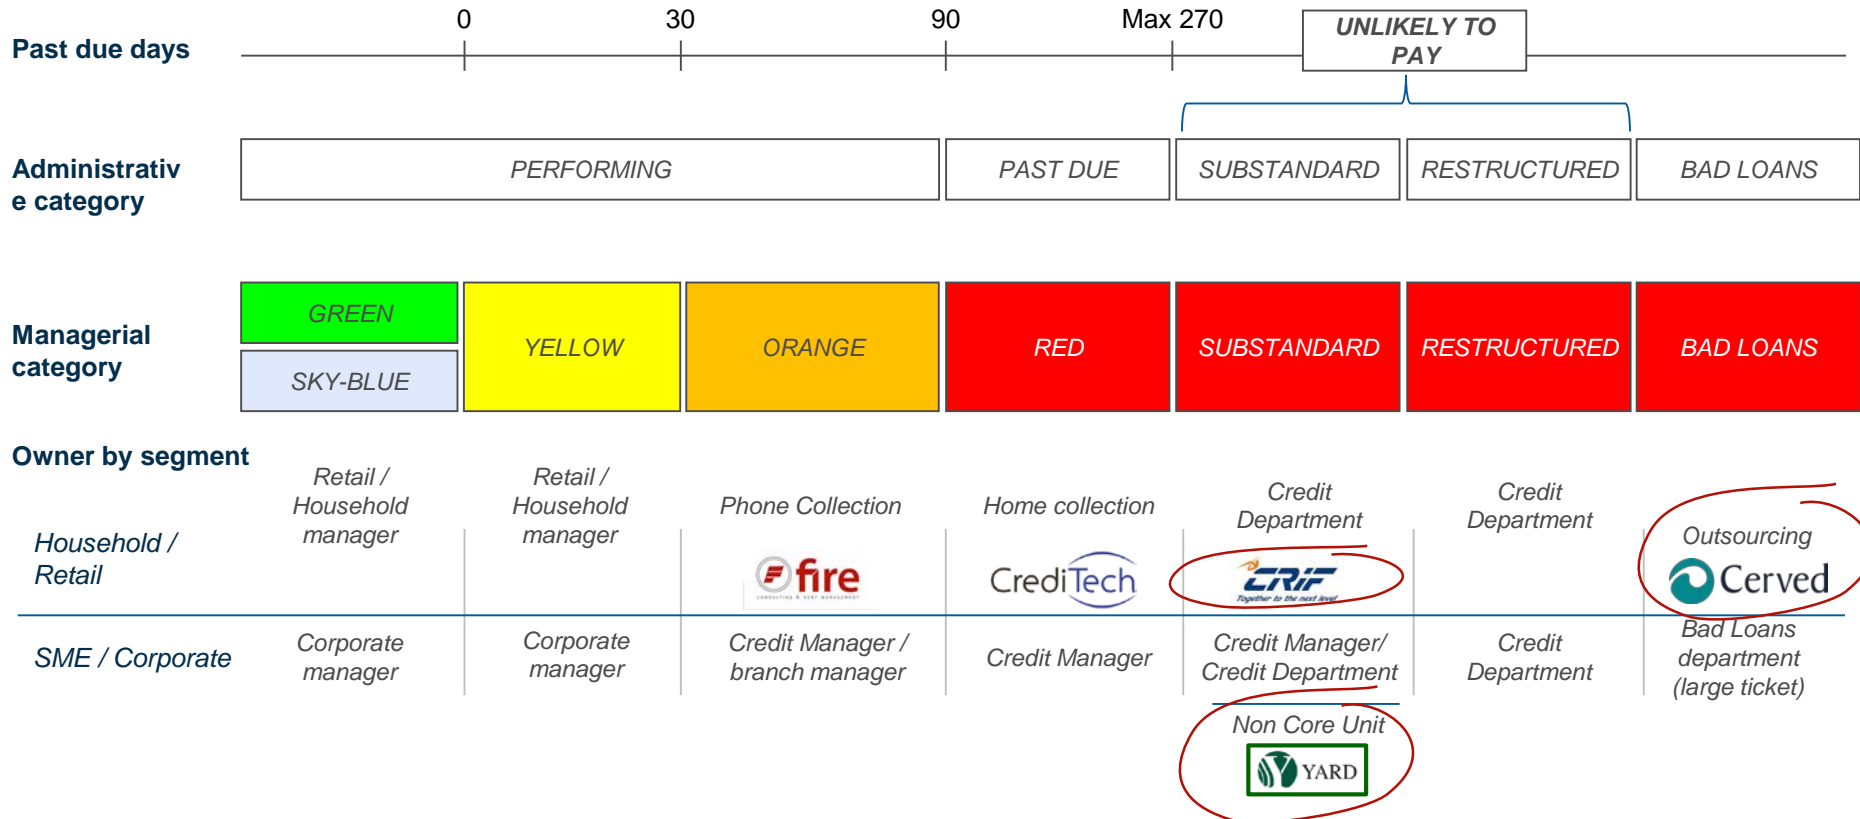 0 30 90 Max 270
UNLIKELY TO
PAY
Past due days
Administrativ
e category
PERFORMING PAST DUE SUBSTANDARD RESTRUCTURED BAD LOANS
Managerial
category
GREEN
SKY-BLUE
YELLOW ORANGE RED SUBSTANDARD RESTRUCTURED BAD LOANS
Owner by segment
Household /
Retail
Retail /
Household
manager
Retail /
Household
manager
Phone Collection
fire
CONSULTING & DEBT MANAGEMENT
Home collection
CrediTech
Credit
Department
CRIF
Together to the next level
Credit
Department
Outsourcing
Cerved
SME / Corporate
Corporate
manager
Corporate
manager
Credit Manager /
branch manager
Credit Manager
Credit Manager/
Credit Department
Non Core Unit
YARD
Credit
Department
Bad Loans
department
(large ticket)